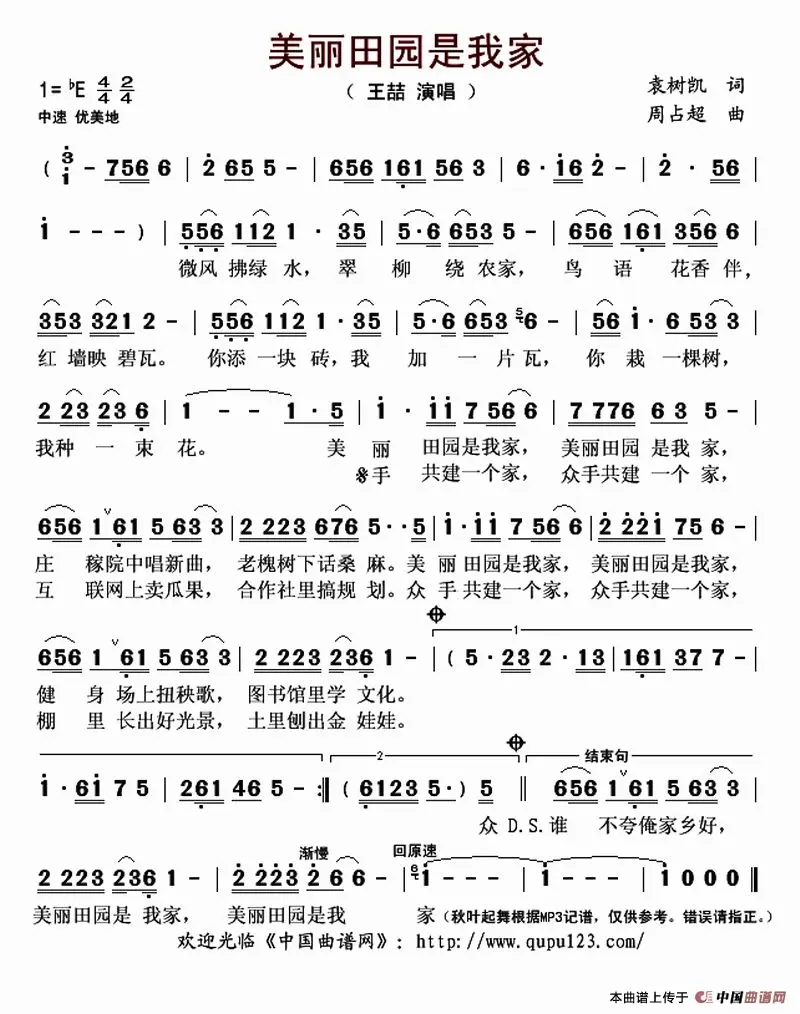 美丽田园是我家
1= ♭E 4/4 2/4
（ 王喆 演唱 ）
袁树凯 词
中速 优美地
周占超 曲
( 3/1 - 756 6 | 2 65 5 - | 656 161 56 3 | 6 · 16 2 - | 2 · 56 |
1 - - - ) | 556 112 1 · 35 | 5·6 653 5 - | 656 161 356 6 |
微风 拂绿 水， 翠 柳 绕 农家， 鸟 语 花香 伴，
353 321 2 - | 556 112 1·35 | 5·6 653 5 6 - | 56 1·6 563 3 |
红 墙映 碧瓦。 你添 一块 砖，我 加 一 片 瓦， 你 栽 一棵树，
2 223 236 | 1 - - 1·5 | 1 · 11 7 566 | 7 776 63 5 - |
我种 一 束 花。 美 丽 田园是我家， 美丽田园 是我 家，
𝄋手 共建一个家， 众手共建 一个 家，
656 1 ∨61 5 63 3 | 2 223 676 5·· 5 | 1·11 7 566 | 2 221 756 - |
庄 稼院中唱新曲， 老槐树下话桑 麻。美 丽 田园是我家， 美丽田园是我家，
互 联网上卖瓜果， 合作社里搞规 划。众 手 共建一个家， 众手共建一个家，
1
656 1 ∨61 5 63 3 | 2 223 236 1 - | ( 5·23 2·13 | 161 37 7 - |
健 身 场上扭秧歌， 图书馆里学 文化。
棚 里 长出好光景， 土里刨出金 娃娃。
2 结束句
1·61 75 | 261 46 5 - :‖ ( 6123 5· ) 5 ‖ 656 1 ∨61 5 63 3 |
众 D.S.谁 不夸俺家乡好，
渐慢 回原速
2 223 236 1 - | 2 223 2 6 6 | 6 1 - - - | 1 - - - | 1 0 0 0 ‖
美丽田园是 我家， 美丽田园是我 家（秋叶起舞根据MP3记谱，仅供参考。错误请指正。）
欢迎光临《中国曲谱网》：http://www.qupu123.com/
本曲谱上传于 中国曲谱网